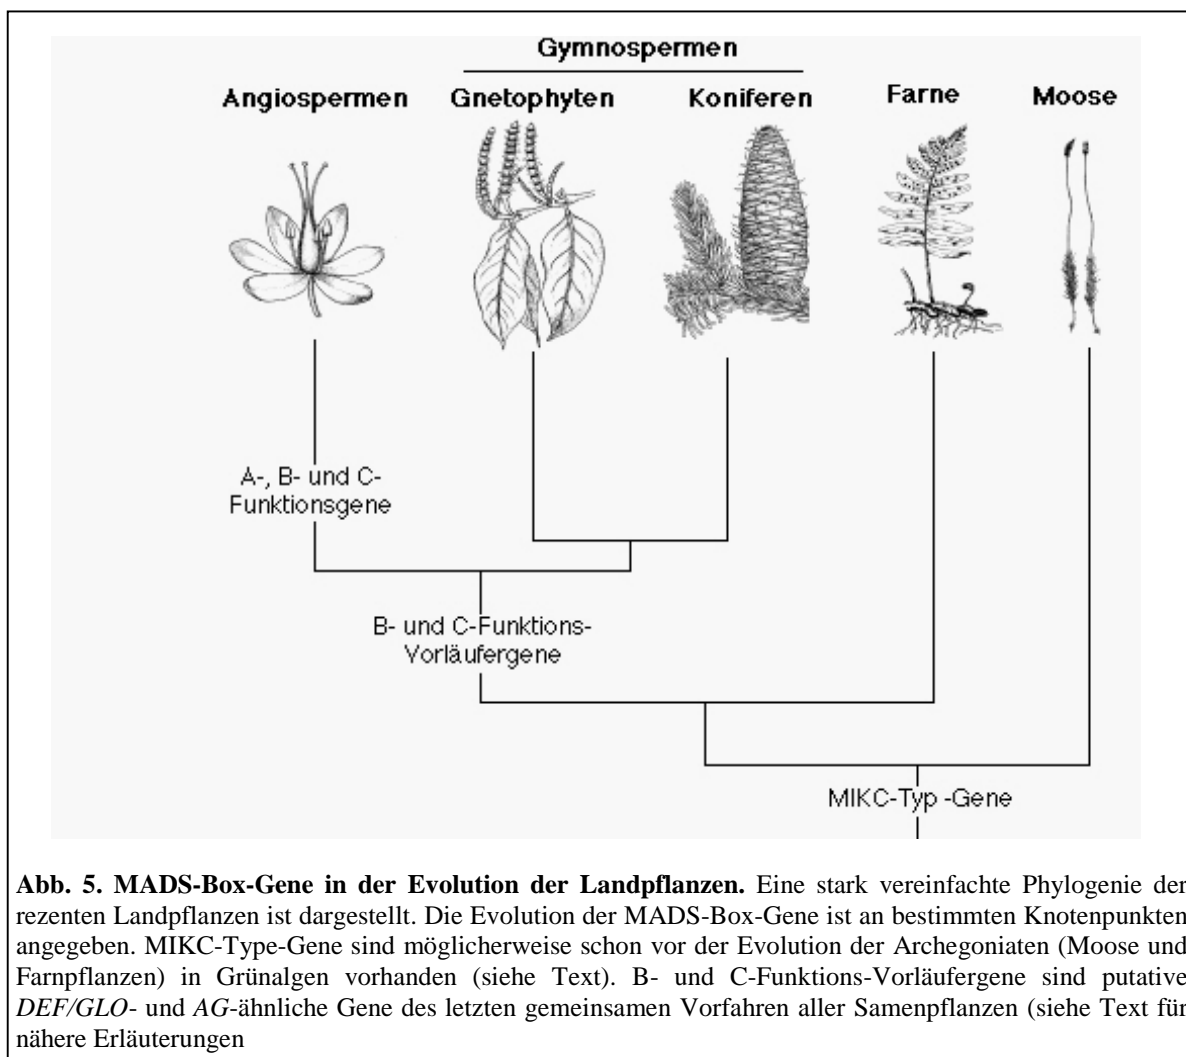 Gymnospermen
Angiospermen Gnetophyten Koniferen Farne Moose
A-, B- und C-
Funktionsgene
B- und C-Funktions-
Vorläufergene
MIKC-Typ -Gene
Abb. 5. MADS-Box-Gene in der Evolution der Landpflanzen. Eine stark vereinfachte Phylogenie der
rezenten Landpflanzen ist dargestellt. Die Evolution der MADS-Box-Gene ist an bestimmten Knotenpunkten
angegeben. MIKC-Type-Gene sind möglicherweise schon vor der Evolution der Archegoniaten (Moose und
Farnpflanzen) in Grünalgen vorhanden (siehe Text). B- und C-Funktions-Vorläufergene sind putative
DEF/GLO- und AG-ähnliche Gene des letzten gemeinsamen Vorfahren aller Samenpflanzen (siehe Text für
nähere Erläuterungen